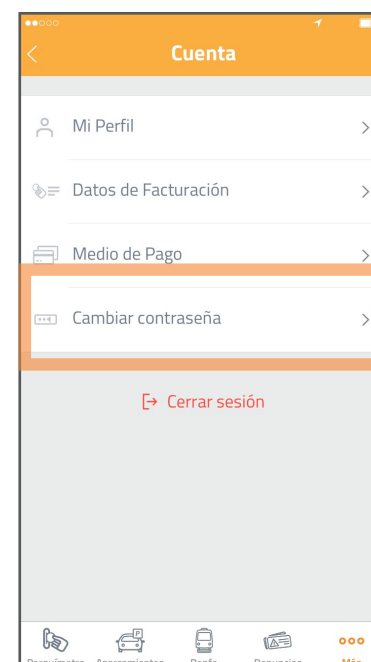 Cuenta
Mi Perfil
Datos de Facturación
Medio de Pago
Cambiar contraseña
Cerrar sesión